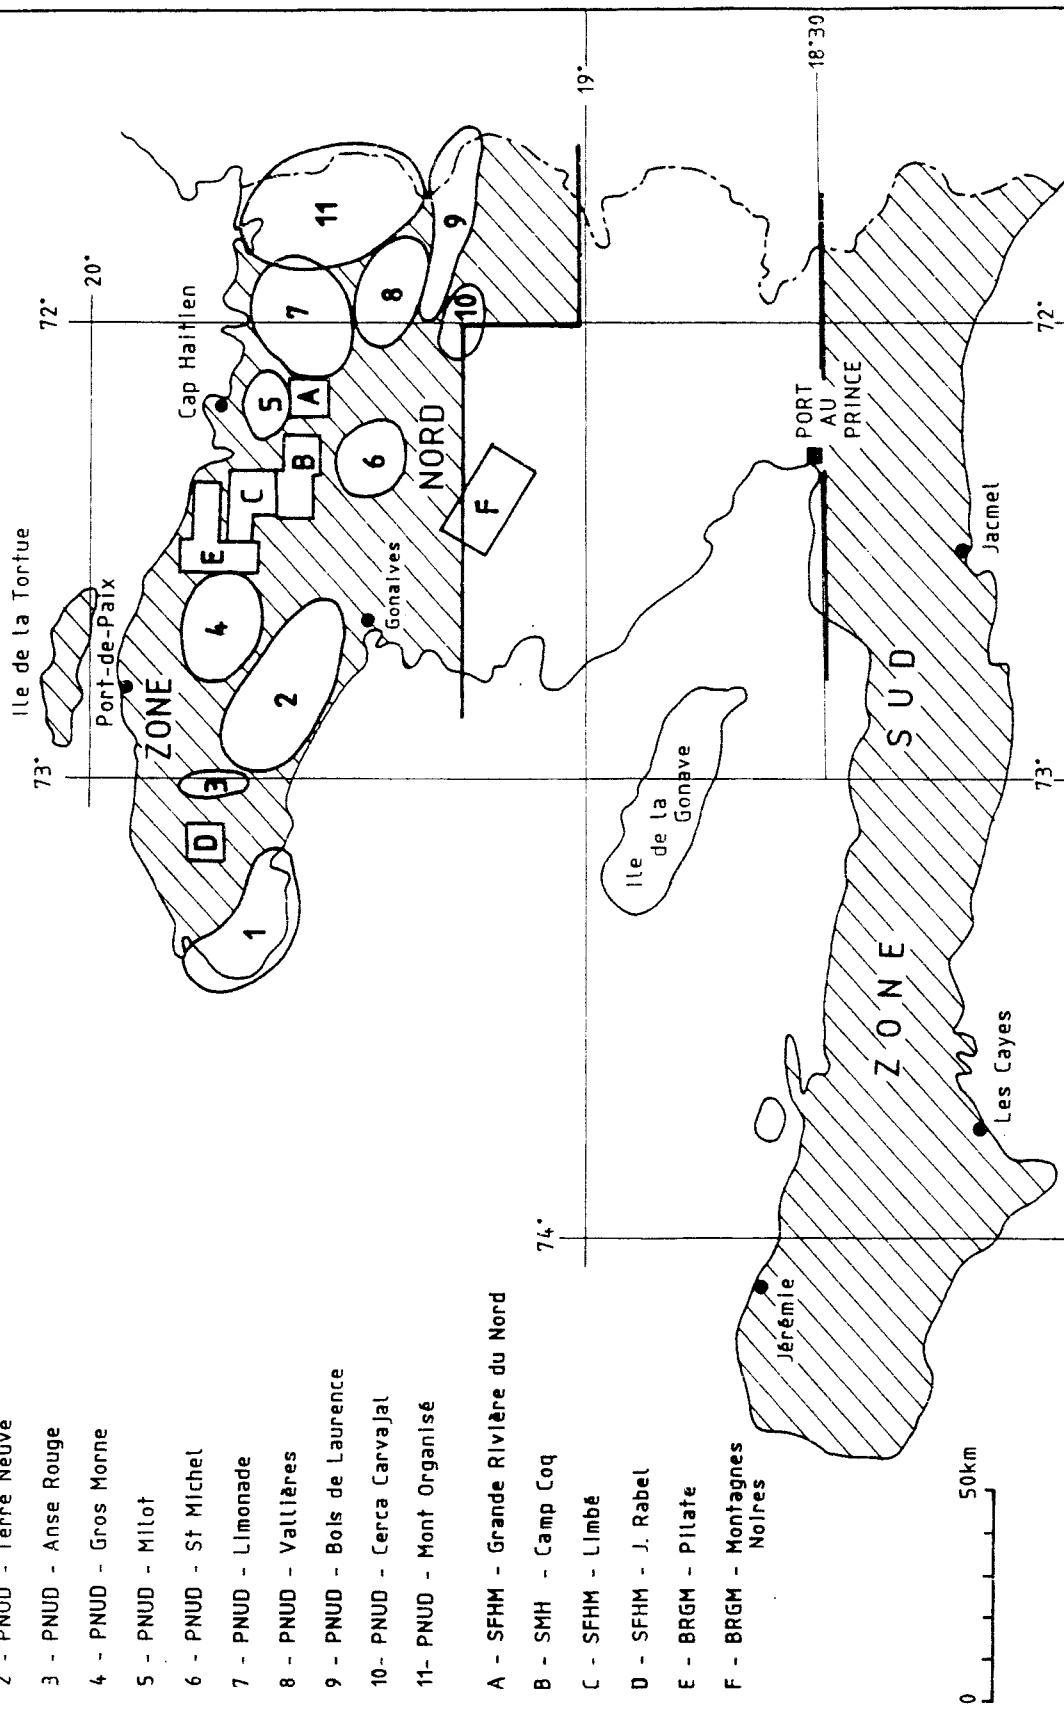 2 - PNUD - Terre Neuve
3 - PNUD - Anse Rouge
4 - PNUD - Gros Morne
5 - PNUD - Milot
6 - PNUD - St Michel
7 - PNUD - Limonade
8 - PNUD - Vallières
9 - PNUD - Bois de Laurence
10- PNUD - Cerca Carvajal
11- PNUD - Mont Organisé
A - SFHM - Grande Rivière du Nord
B - SMH - Camp Coq
C - SFHM - Limbé
D - SFHM - J. Rabel
E - BRGM - Pilate
F - BRGM - Montagnes
Noires
0
50km
Ile de la Tortue
Port-de-Paix
Cap Haïtien
Gonaïves
ZONE
NORD
1
2
3
4
5
6
7
8
9
10
11
A
B
C
D
E
F
73°
72°
20°
19°
18°30
74°
73°
72°
Ile
de la
Gonave
PORT
AU
PRINCE
Jacmel
Les Cayes
Jérémie
ZONE
SUD